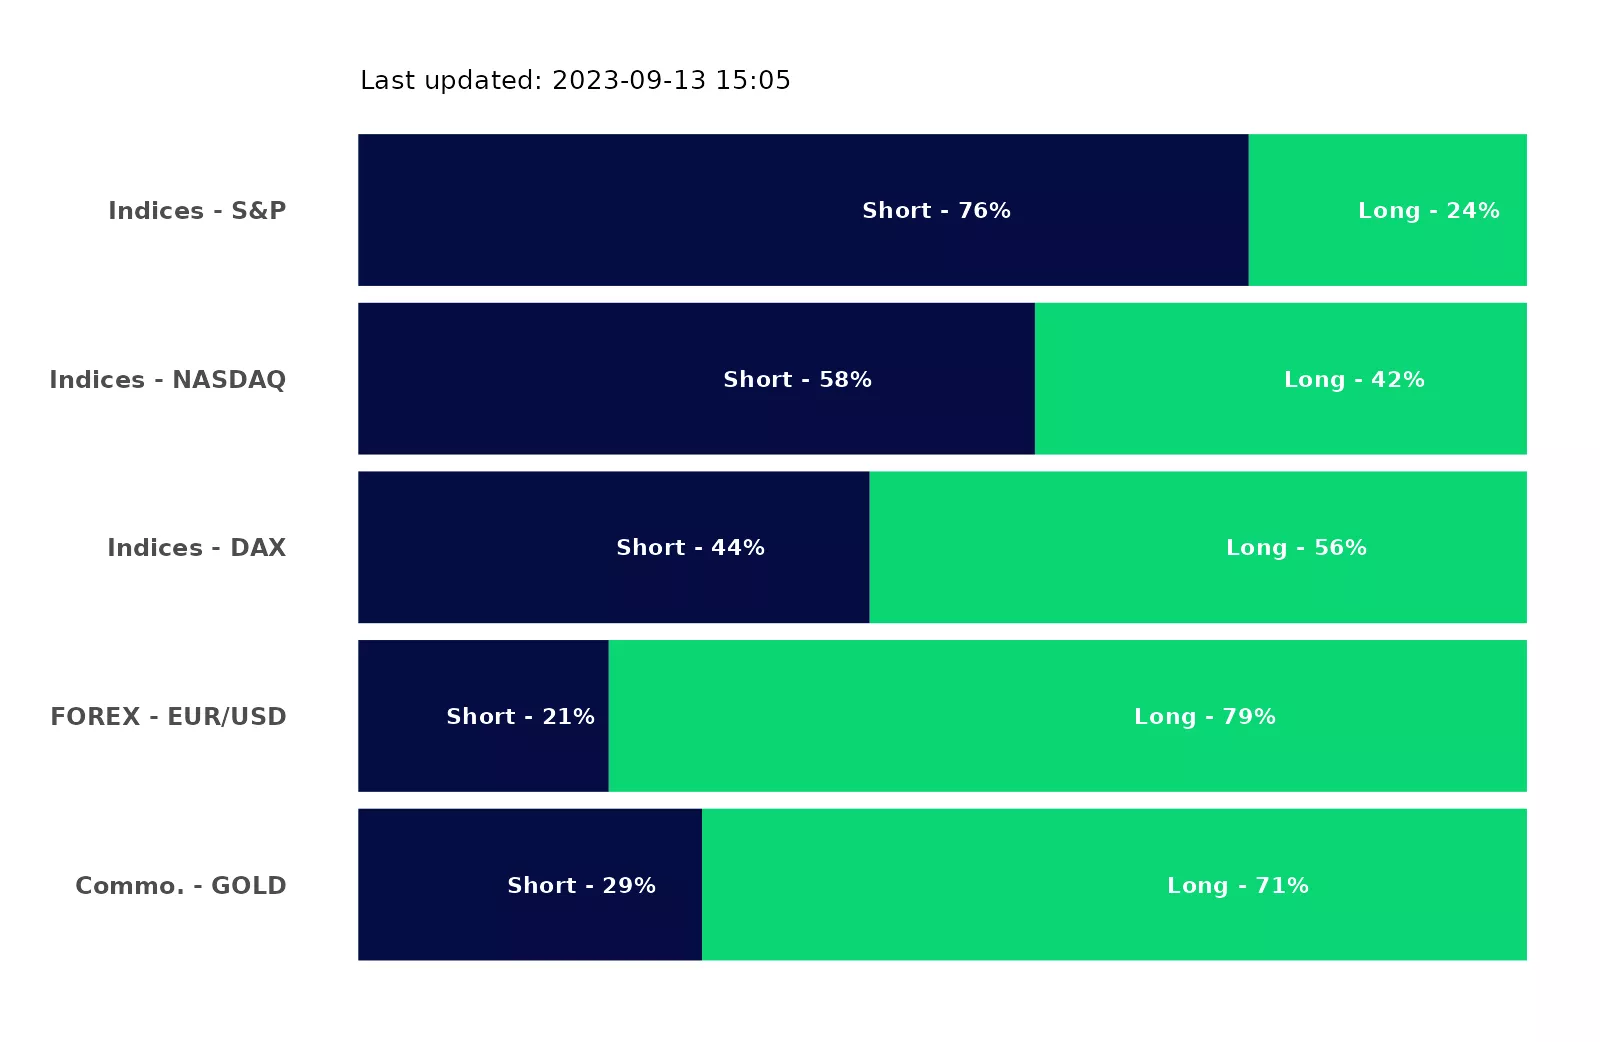 Last updated: 2023-09-13 15:05
Indices - S&P Short - 76% Long - 24%
Indices - NASDAQ Short - 58% Long - 42%
Indices - DAX Short - 44% Long - 56%
FOREX - EUR/USD Short - 21% Long - 79%
Commo. - GOLD Short - 29% Long - 71%